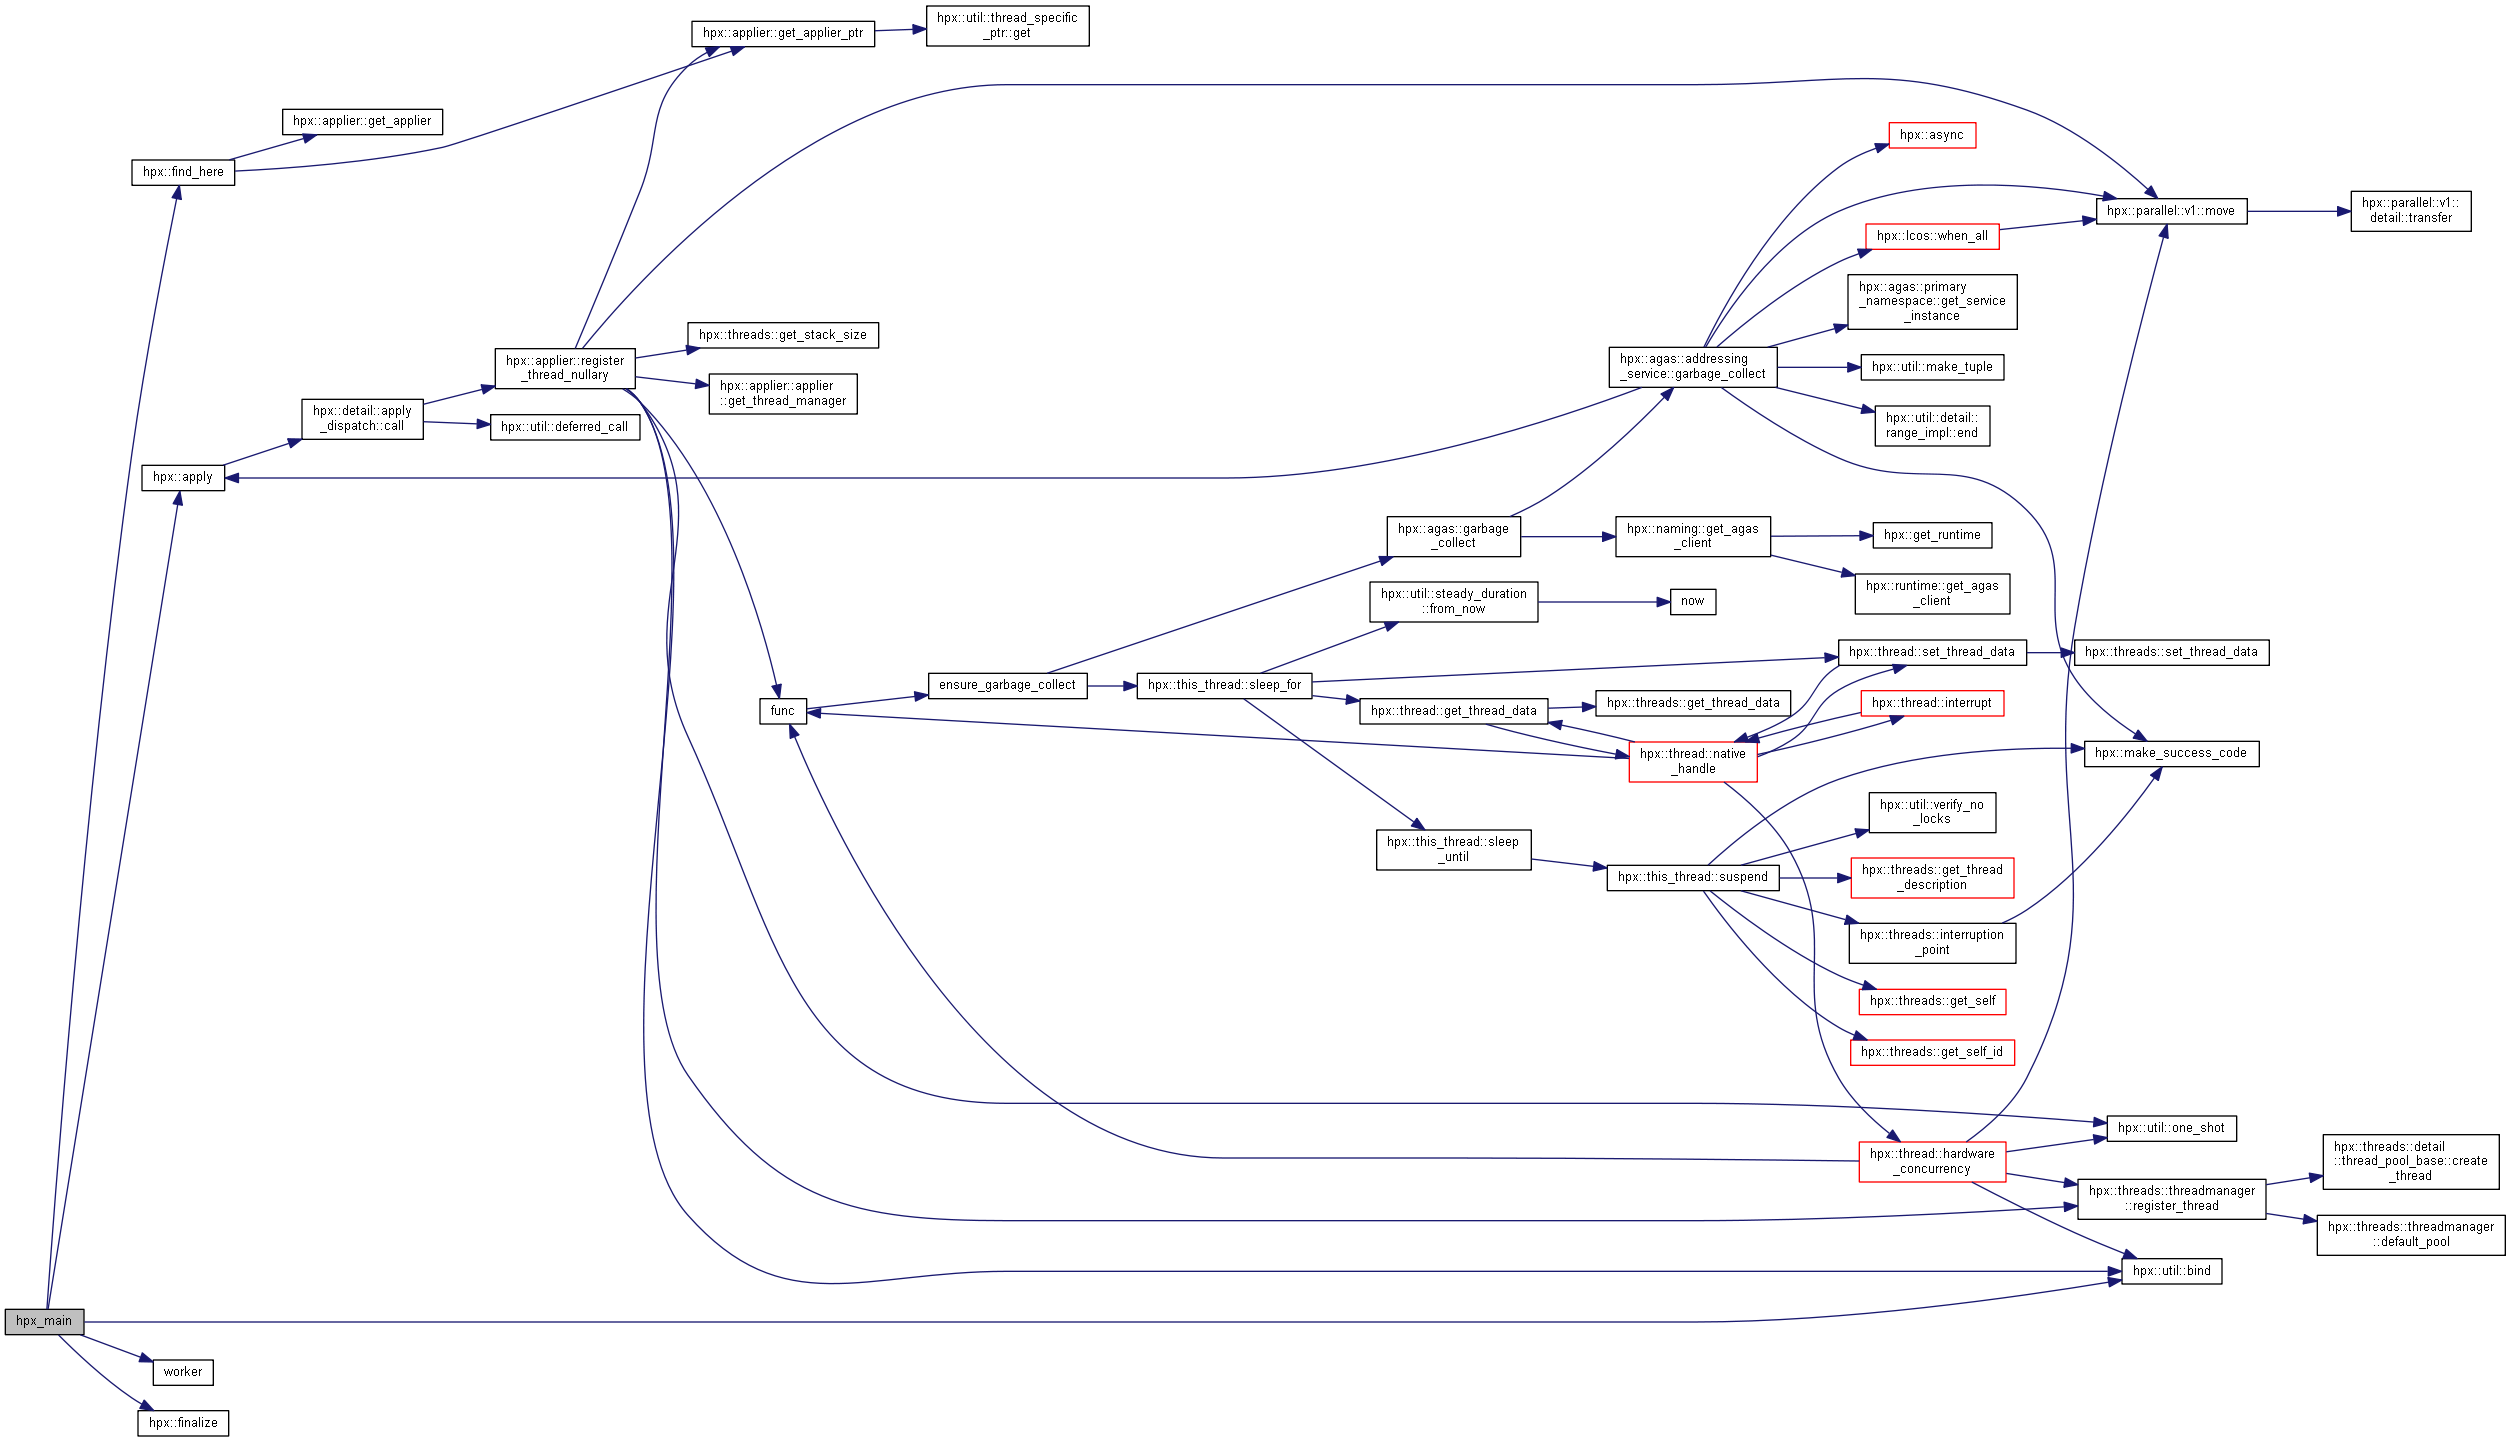 hpx_main
hpx::find_here
hpx::applier::get_applier
hpx::applier::get_applier_ptr
hpx::util::thread_specific
_ptr::get
hpx::apply
hpx::detail::apply
_dispatch::call
hpx::applier::register
_thread_nullary
hpx::util::deferred_call
hpx::threads::get_stack_size
hpx::applier::applier
::get_thread_manager
func
ensure_garbage_collect
hpx::agas::garbage
_collect
hpx::this_thread::sleep_for
hpx::agas::addressing
_service::garbage_collect
hpx::naming::get_agas
_client
hpx::async
hpx::parallel::v1::move
hpx::parallel::v1::
detail::transfer
hpx::lcos::when_all
hpx::agas::primary
_namespace::get_service
_instance
hpx::util::make_tuple
hpx::util::detail::
range_impl::end
hpx::get_runtime
hpx::runtime::get_agas
_client
hpx::util::steady_duration
::from_now
now
hpx::thread::set_thread_data
hpx::threads::set_thread_data
hpx::thread::get_thread_data
hpx::threads::get_thread_data
hpx::thread::interrupt
hpx::thread::native
_handle
hpx::make_success_code
hpx::this_thread::sleep
_until
hpx::this_thread::suspend
hpx::util::verify_no
_locks
hpx::threads::get_thread
_description
hpx::threads::interruption
_point
hpx::threads::get_self
hpx::threads::get_self_id
hpx::thread::hardware
_concurrency
hpx::util::one_shot
hpx::threads::threadmanager
::register_thread
hpx::threads::detail
::thread_pool_base::create
_thread
hpx::threads::threadmanager
::default_pool
hpx::util::bind
worker
hpx::finalize